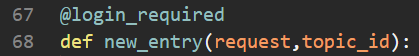 67 @login_required
68 def new_entry(request,topic_id):